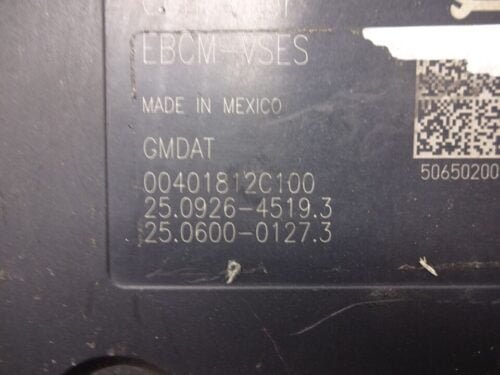 EBCM-VSES
MADE IN MEXICO
GMDAT
00401812C100
25.0926-4519.3
25.0600-0127.3
50650200